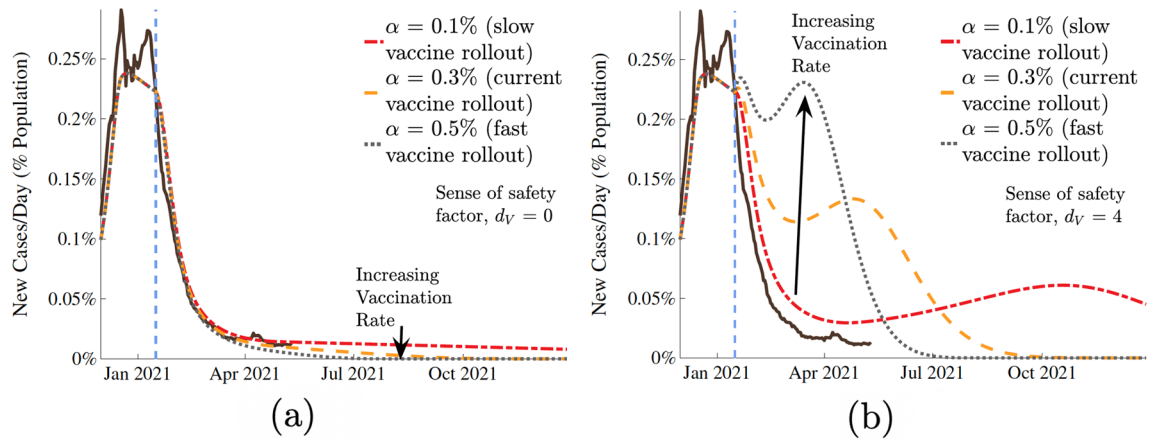 New Cases/Day (% Population)
0.25%
0.2%
0.15%
0.1%
0.05%
0%
Jan 2021
Apr 2021
Jul 2021
Oct 2021
α = 0.1% (slow
vaccine rollout)
α = 0.3% (current
vaccine rollout)
α = 0.5% (fast
vaccine rollout)
Sense of safety
factor, d_V = 0
Increasing
Vaccination
Rate
(a)
New Cases/Day (% Population)
0.25%
0.2%
0.15%
0.1%
0.05%
0%
Jan 2021
Apr 2021
Jul 2021
Oct 2021
Increasing
Vaccination
Rate
α = 0.1% (slow
vaccine rollout)
α = 0.3% (current
vaccine rollout)
α = 0.5% (fast
vaccine rollout)
Sense of safety
factor, d_V = 4
(b)